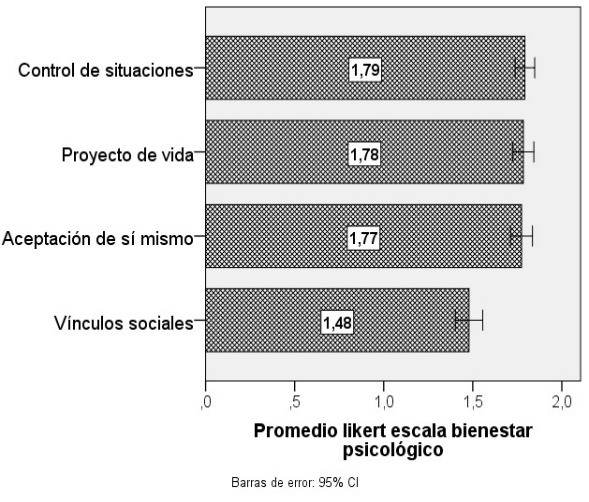 Control de situaciones
1,79
Proyecto de vida
1,78
Aceptación de sí mismo
1,77
Vínculos sociales
1,48
,0 ,5 1,0 1,5 2,0
Promedio likert escala bienestar
psicológico
Barras de error: 95% CI